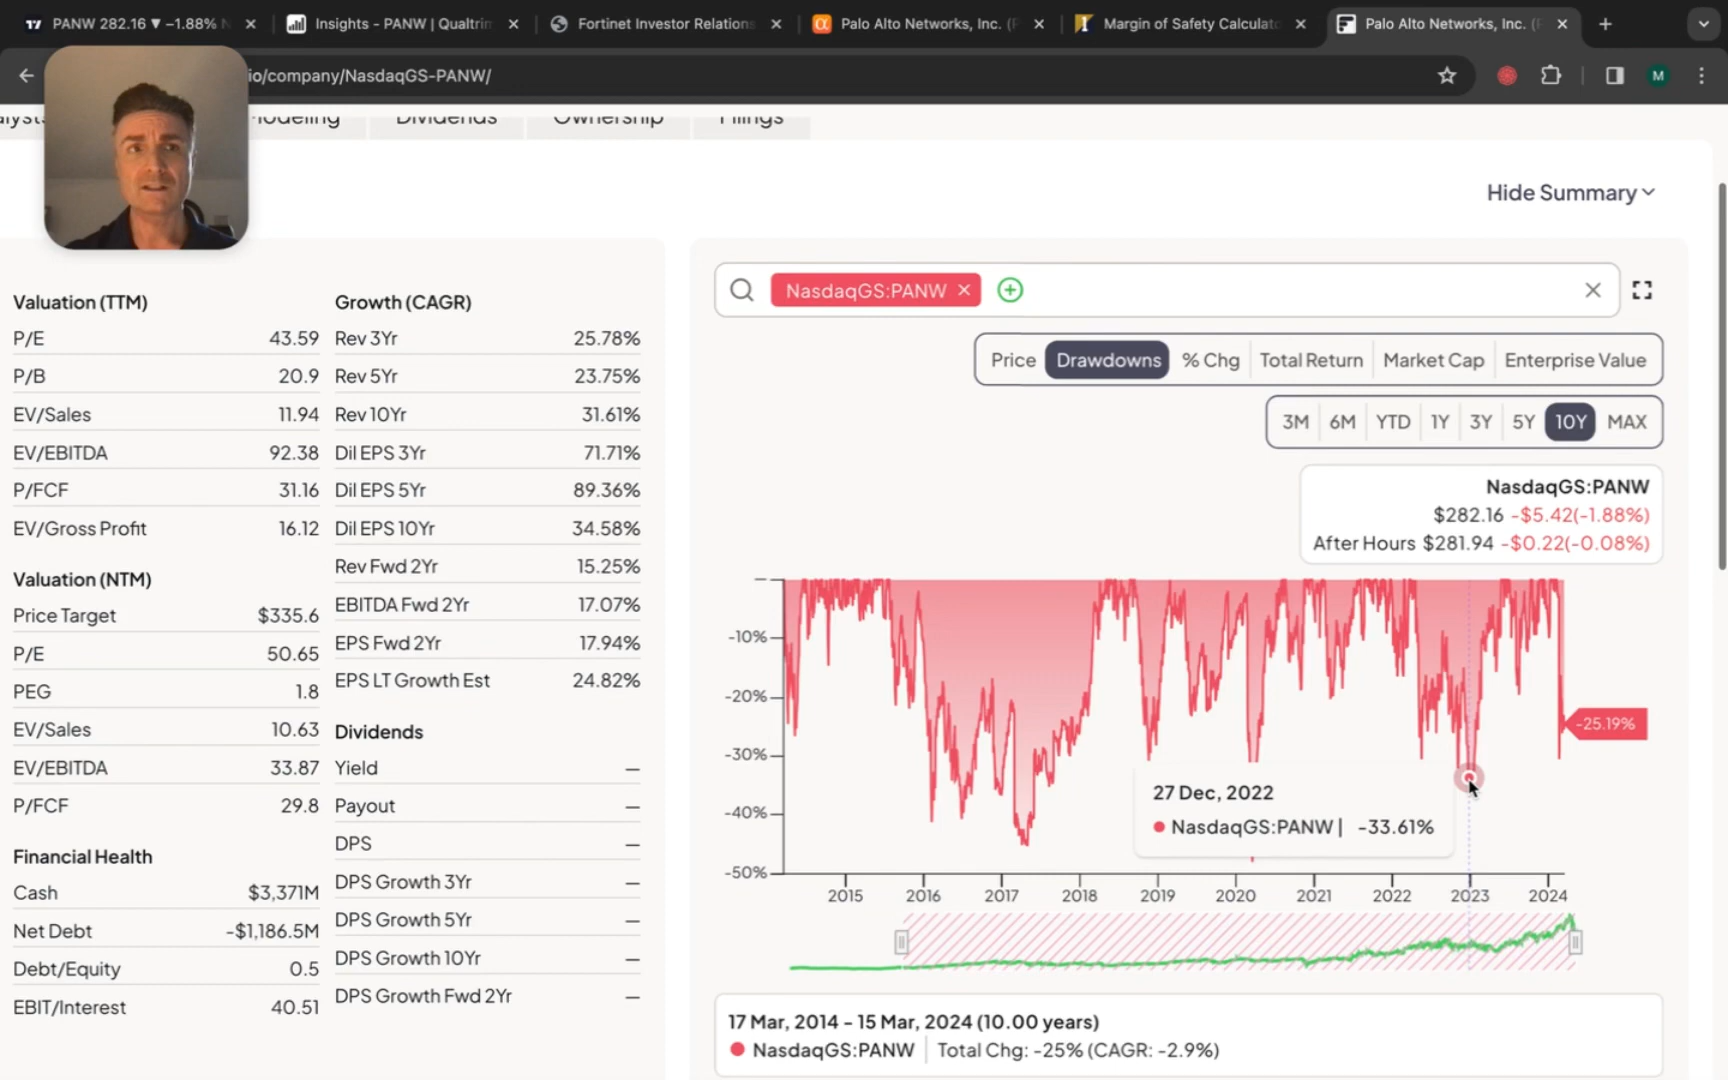 PANW 282.16 ▼ −1.88%
Insights - PANW | Qualtrim
Fortinet Investor Relations
Palo Alto Networks, Inc. (P
Margin of Safety Calculato
Palo Alto Networks, Inc. (P
io/company/NasdaqGS-PANW/
M
alysts
Modeling
Dividends
Ownership
Filings
Hide Summary
Valuation (TTM)
P/E 43.59
P/B 20.9
EV/Sales 11.94
EV/EBITDA 92.38
P/FCF 31.16
EV/Gross Profit 16.12
Valuation (NTM)
Price Target $335.6
P/E 50.65
PEG 1.8
EV/Sales 10.63
EV/EBITDA 33.87
P/FCF 29.8
Financial Health
Cash $3,371M
Net Debt -$1,186.5M
Debt/Equity 0.5
EBIT/Interest 40.51
Growth (CAGR)
Rev 3Yr 25.78%
Rev 5Yr 23.75%
Rev 10Yr 31.61%
Dil EPS 3Yr 71.71%
Dil EPS 5Yr 89.36%
Dil EPS 10Yr 34.58%
Rev Fwd 2Yr 15.25%
EBITDA Fwd 2Yr 17.07%
EPS Fwd 2Yr 17.94%
EPS LT Growth Est 24.82%
Dividends
Yield —
Payout —
DPS —
DPS Growth 3Yr —
DPS Growth 5Yr —
DPS Growth 10Yr —
DPS Growth Fwd 2Yr —
NasdaqGS:PANW
Price Drawdowns % Chg Total Return Market Cap Enterprise Value
3M 6M YTD 1Y 3Y 5Y 10Y MAX
NasdaqGS:PANW
$282.16 -$5.42(-1.88%)
After Hours $281.94 -$0.22(-0.08%)
—
-10%
-20%
-30%
-40%
-50%
-25.19%
27 Dec, 2022
NasdaqGS:PANW | -33.61%
2015 2016 2017 2018 2019 2020 2021 2022 2023 2024
17 Mar, 2014 - 15 Mar, 2024 (10.00 years)
NasdaqGS:PANW Total Chg: -25% (CAGR: -2.9%)